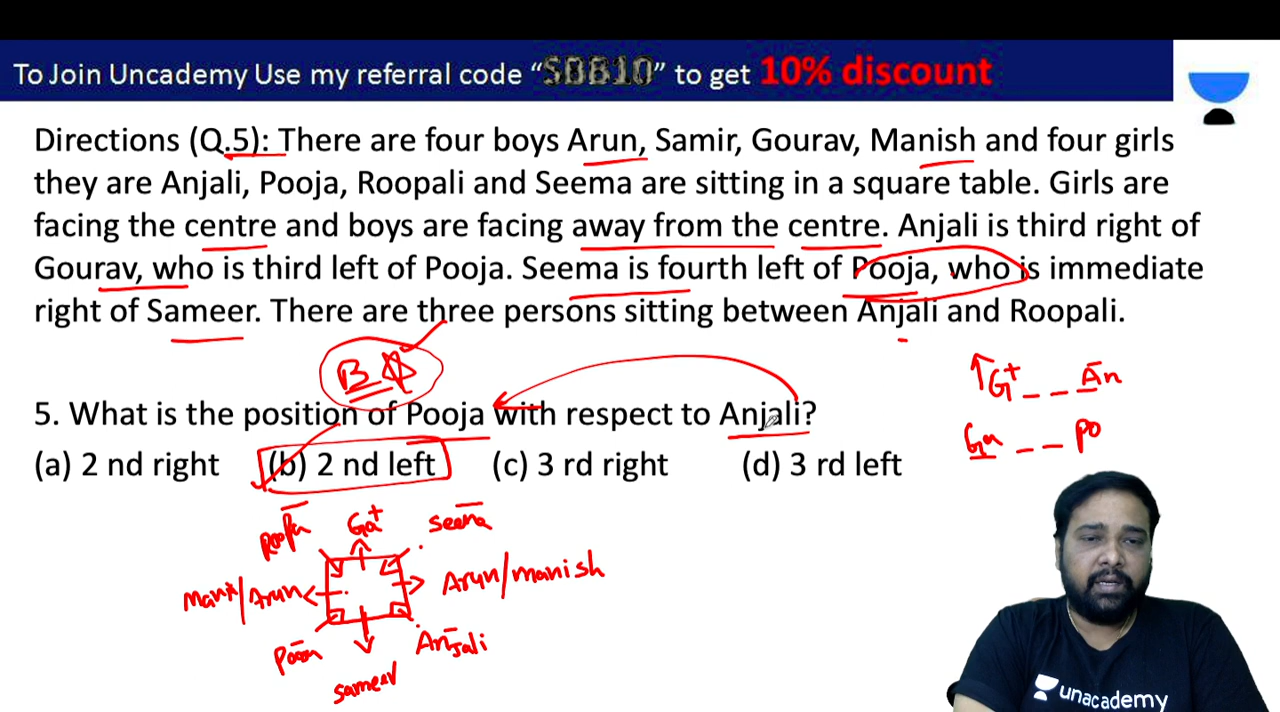 To Join Uncademy Use my referral code “SBB10” to get 10% discount
Directions (Q.5): There are four boys Arun, Samir, Gourav, Manish and four girls
they are Anjali, Pooja, Roopali and Seema are sitting in a square table. Girls are
facing the centre and boys are facing away from the centre. Anjali is third right of
Gourav, who is third left of Pooja. Seema is fourth left of Pooja, who is immediate
right of Sameer. There are three persons sitting between Anjali and Roopali.
B
G+ _ _ An
5. What is the position of Pooja with respect to Anjali?
Ga _ _ Po
(a) 2 nd right (b) 2 nd left (c) 3 rd right (d) 3 rd left
Ga+ Seema
/Arun Arun/manish
Anjali
sameer
unacademy